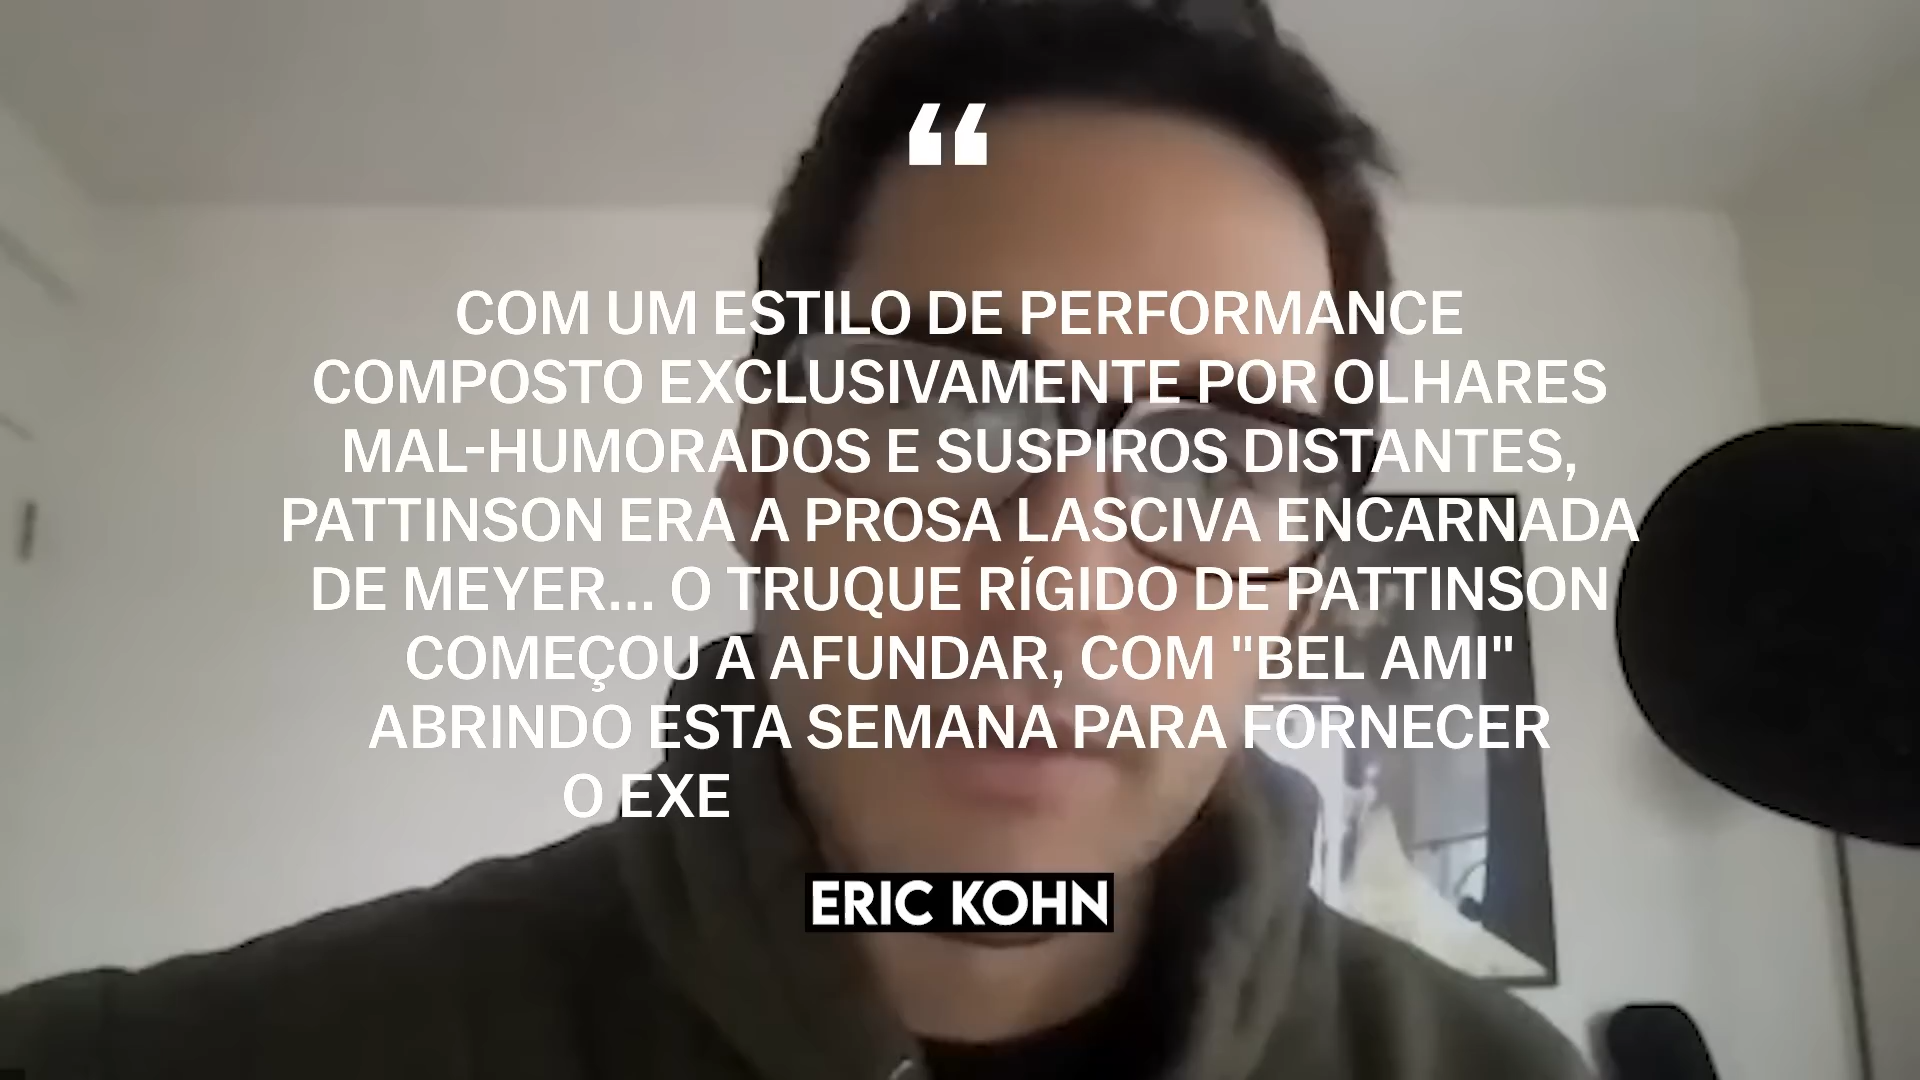 “
COM UM ESTILO DE PERFORMANCE
COMPOSTO EXCLUSIVAMENTE POR OLHARES
MAL-HUMORADOS E SUSPIROS DISTANTES,
PATTINSON ERA A PROSA LASCIVA ENCARNADA
DE MEYER... O TRUQUE RÍGIDO DE PATTINSON
COMEÇOU A AFUNDAR, COM "BEL AMI"
ABRINDO ESTA SEMANA PARA FORNECER
O EXE
ERIC KOHN